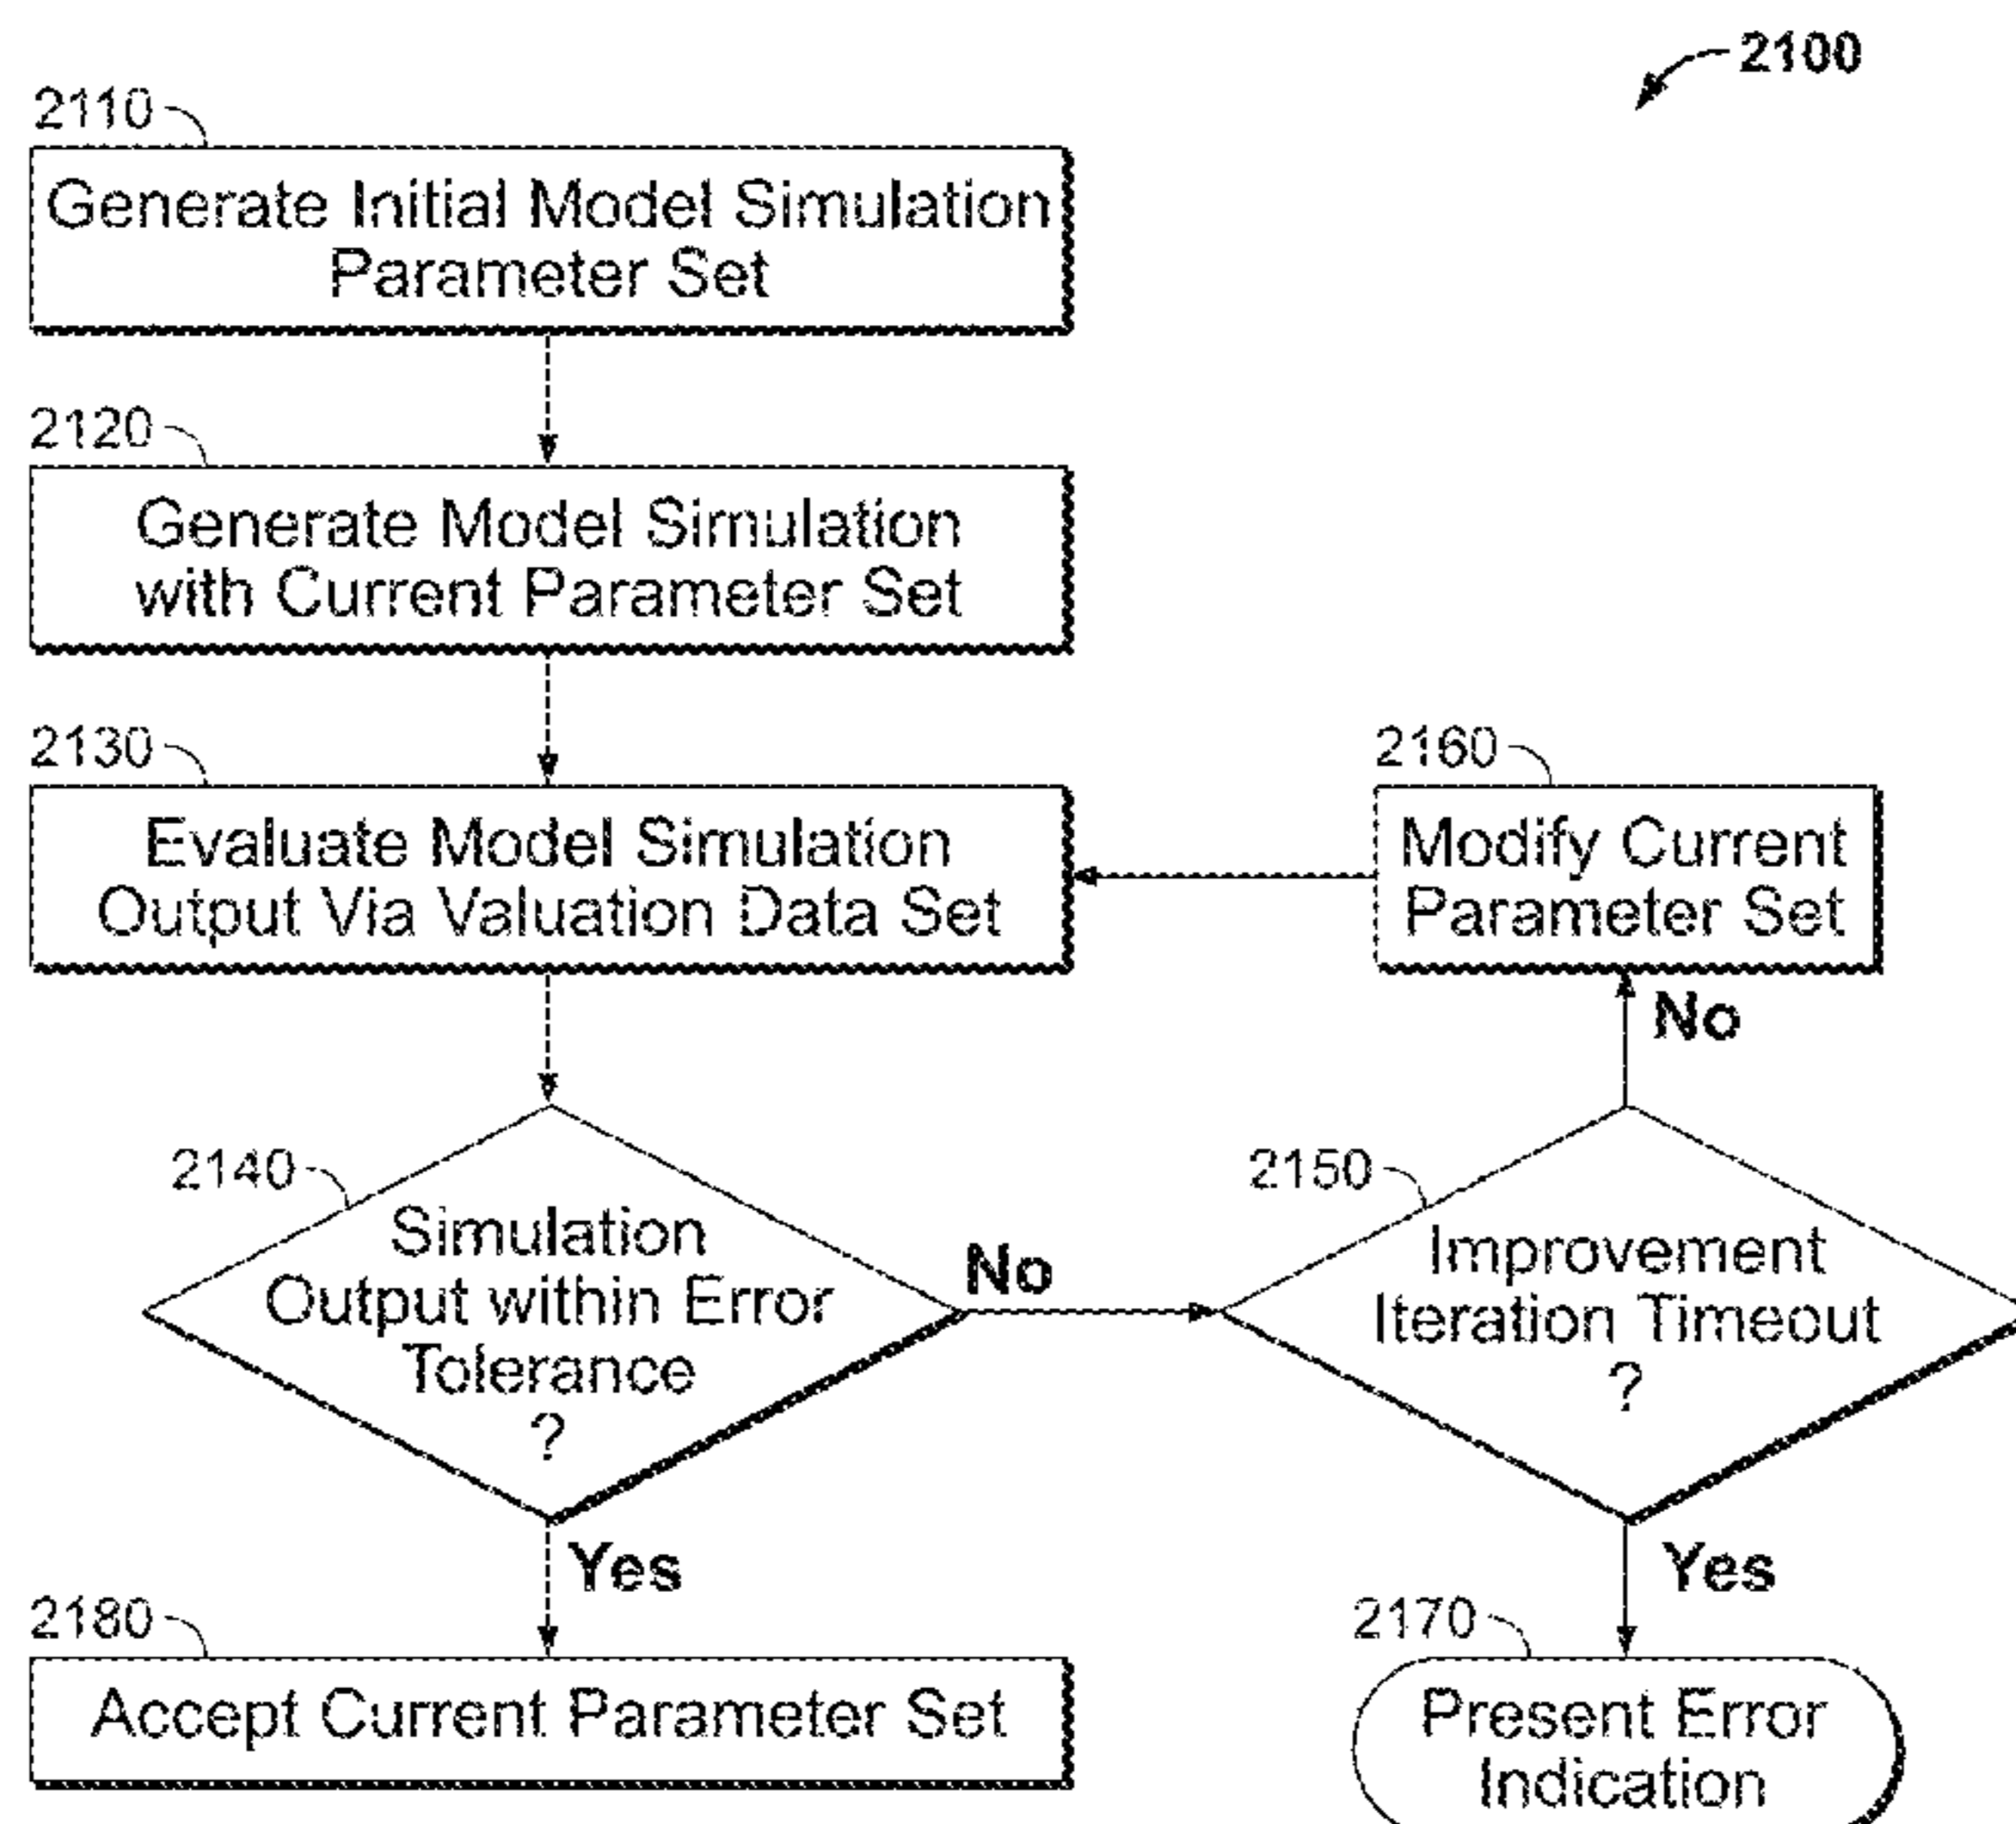 2100
2110
Generate Initial Model Simulation
Parameter Set
2120
Generate Model Simulation
with Current Parameter Set
2130
Evaluate Model Simulation
Output Via Valuation Data Set
2160
Modify Current
Parameter Set
No
2140
Simulation
Output within Error
Tolerance
?
No
2150
Improvement
Iteration Timeout
?
Yes
2180
Accept Current Parameter Set
Yes
2170
Present Error
Indication